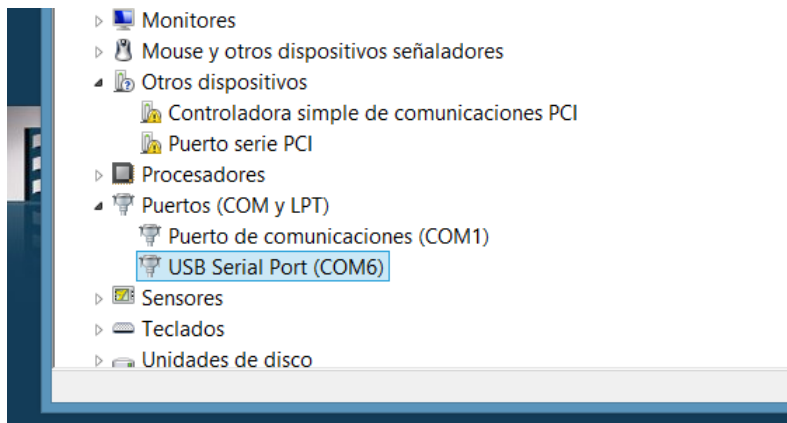 Monitores
Mouse y otros dispositivos señaladores
Otros dispositivos
Controladora simple de comunicaciones PCI
Puerto serie PCI
Procesadores
Puertos (COM y LPT)
Puerto de comunicaciones (COM1)
USB Serial Port (COM6)
Sensores
Teclados
Unidades de disco